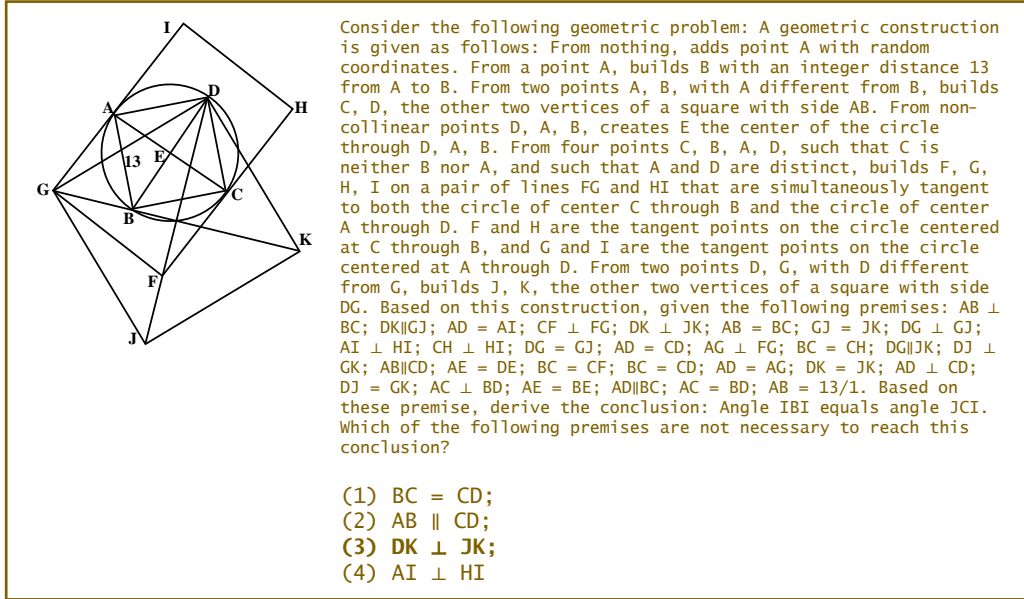 I
D
A
H
13
E
G
B
C
K
F
J
Consider the following geometric problem: A geometric construction
is given as follows: From nothing, adds point A with random
coordinates. From a point A, builds B with an integer distance 13
from A to B. From two points A, B, with A different from B, builds
C, D, the other two vertices of a square with side AB. From non-
collinear points D, A, B, creates E the center of the circle
through D, A, B. From four points C, B, A, D, such that C is
neither B nor A, and such that A and D are distinct, builds F, G,
H, I on a pair of lines FG and HI that are simultaneously tangent
to both the circle of center C through B and the circle of center
A through D. F and H are the tangent points on the circle centered
at C through B, and G and I are the tangent points on the circle
centered at A through D. From two points D, G, with D different
from G, builds J, K, the other two vertices of a square with side
DG. Based on this construction, given the following premises: AB ⊥
BC; DK∥GJ; AD = AI; CF ⊥ FG; DK ⊥ JK; AB = BC; GJ = JK; DG ⊥ GJ;
AI ⊥ HI; CH ⊥ HI; DG = GJ; AD = CD; AG ⊥ FG; BC = CH; DG∥JK; DJ ⊥
GK; AB∥CD; AE = DE; BC = CF; BC = CD; AD = AG; DK = JK; AD ⊥ CD;
DJ = GK; AC ⊥ BD; AE = BE; AD∥BC; AC = BD; AB = 13/1. Based on
these premise, derive the conclusion: Angle IBI equals angle JCI.
Which of the following premises are not necessary to reach this
conclusion?
(1) BC = CD;
(2) AB ∥ CD;
(3) DK ⊥ JK;
(4) AI ⊥ HI